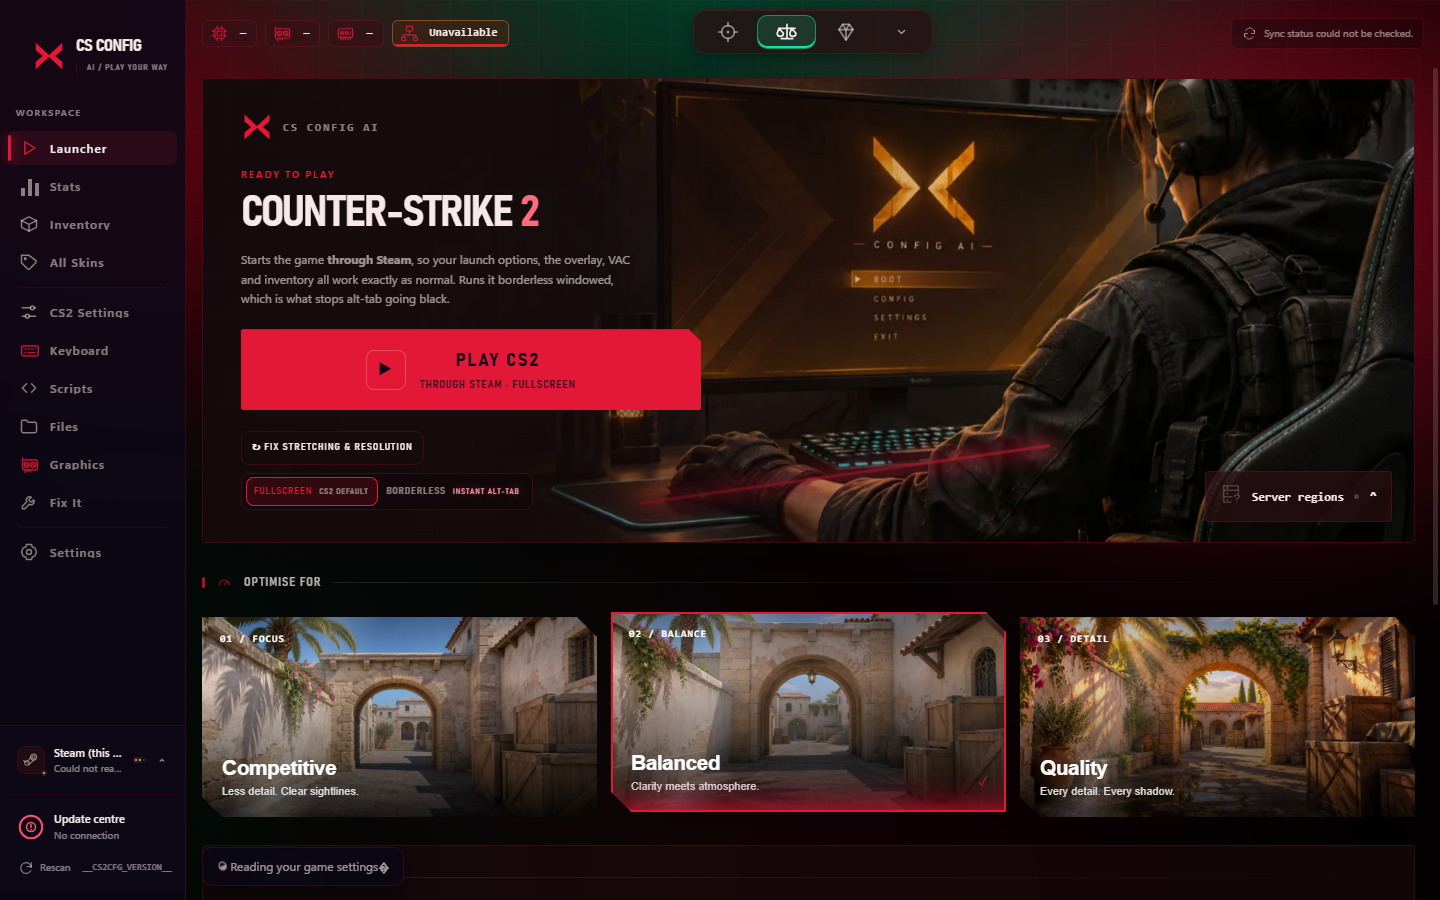 CS CONFIG
AI / PLAY YOUR WAY
WORKSPACE
Launcher
Stats
Inventory
All Skins
CS2 Settings
Keyboard
Scripts
Files
Graphics
Fix It
Settings
Steam (this ...
Could not rea...
Update centre
No connection
Rescan
__CS2CFG_VERSION__
–
–
–
Unavailable
Sync status could not be checked.
CS CONFIG AI
READY TO PLAY
COUNTER-STRIKE 2
Starts the game through Steam, so your launch options, the overlay, VAC
and inventory all work exactly as normal. Runs it borderless windowed,
which is what stops alt-tab going black.
PLAY CS2
THROUGH STEAM · FULLSCREEN
↻ FIX STRETCHING & RESOLUTION
FULLSCREEN CS2 DEFAULT
BORDERLESS INSTANT ALT-TAB
CONFIG AI
BOOT
CONFIG
SETTINGS
EXIT
Server regions
OPTIMISE FOR
01 / FOCUS
Competitive
Less detail. Clear sightlines.
02 / BALANCE
Balanced
Clarity meets atmosphere.
03 / DETAIL
Quality
Every detail. Every shadow.
Reading your game settings�